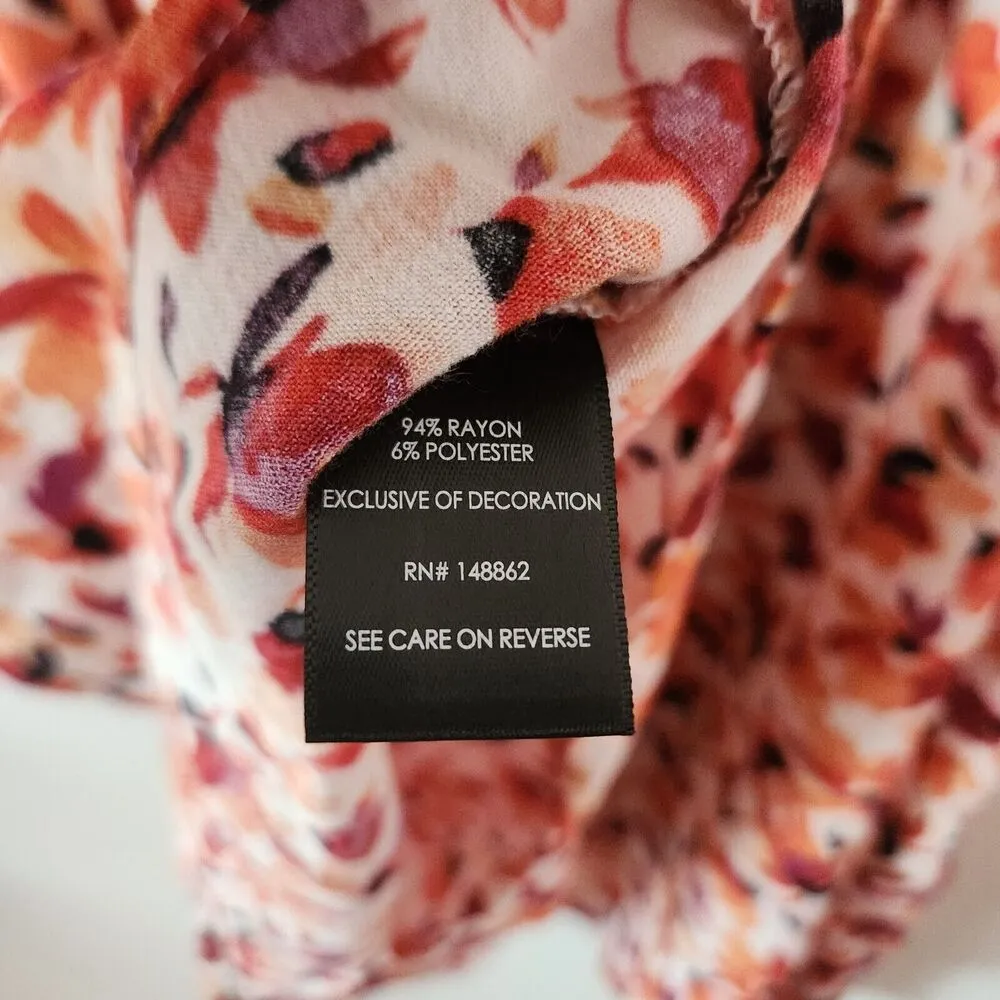 94% RAYON
6% POLYESTER
EXCLUSIVE OF DECORATION
RN# 148862
SEE CARE ON REVERSE